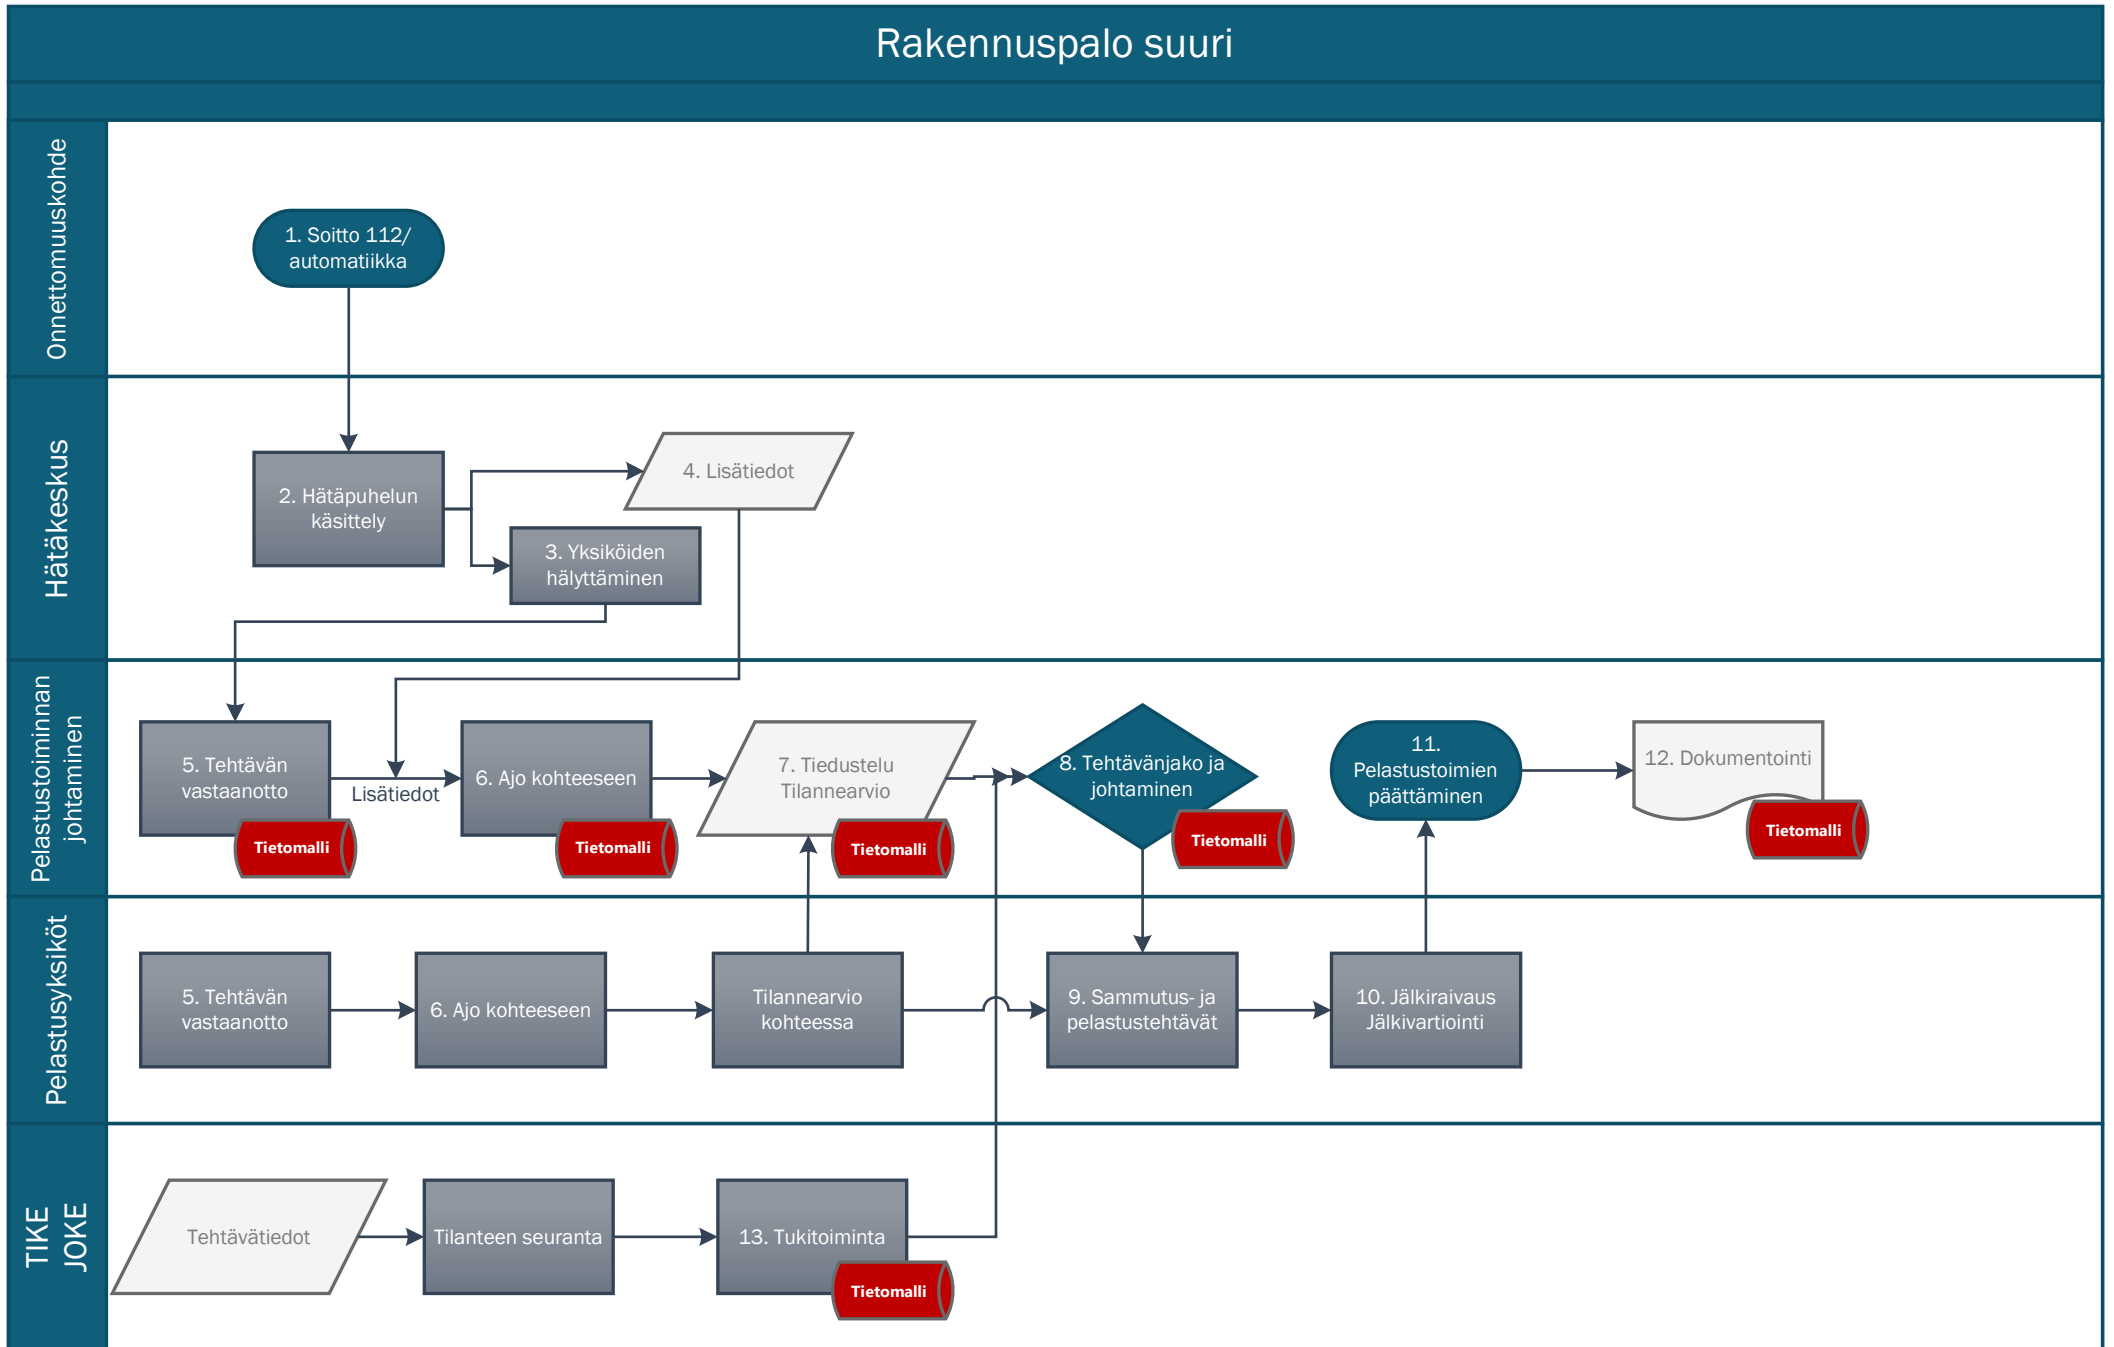 Rakennuspalo suuri
Onnettomuuskohde
1. Soitto 112/
automatiikka
Hätäkeskus
2. Hätäpuhelun
käsittely
4. Lisätiedot
3. Yksiköiden
hälyttäminen
Pelastustoiminnan
johtaminen
5. Tehtävän
vastaanotto
Tietomalli
Lisätiedot
6. Ajo kohteeseen
Tietomalli
7. Tiedustelu
Tilannearvio
Tietomalli
8. Tehtävänjako ja
johtaminen
Tietomalli
11.
Pelastustoimien
päättäminen
12. Dokumentointi
Tietomalli
Pelastusyksiköt
5. Tehtävän
vastaanotto
6. Ajo kohteeseen
Tilannearvio
kohteessa
9. Sammutus- ja
pelastustehtävät
10. Jälkiraivaus
Jälkivartiointi
TIKE
JOKE
Tehtävätiedot
Tilanteen seuranta
13. Tukitoiminta
Tietomalli